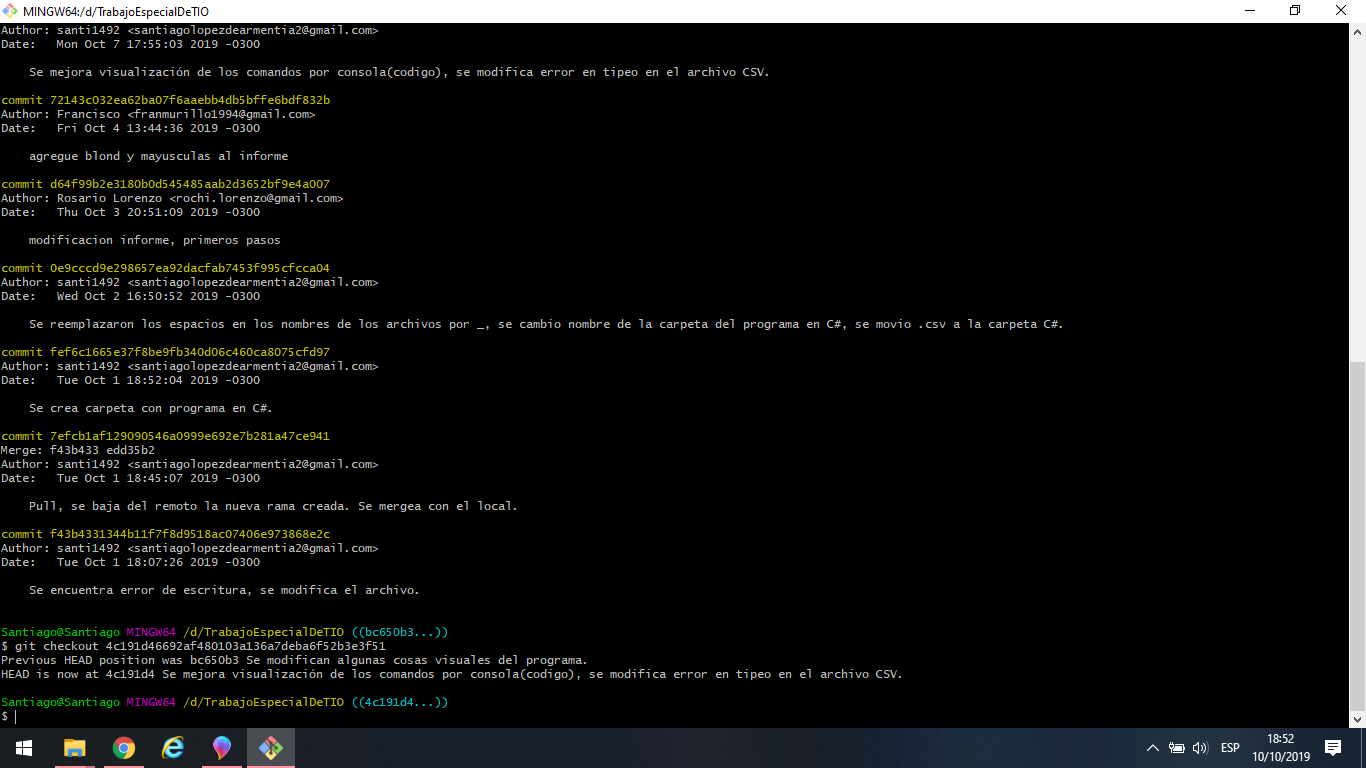 MINGW64:/d/TrabajoEspecialDeTIO
Author: santi1492 <santiagolopezdearmentia2@gmail.com>
Date:   Mon Oct 7 17:55:03 2019 -0300
Se mejora visualización de los comandos por consola(codigo), se modifica error en tipeo en el archivo CSV.
commit 72143c032ea62ba07f6aaebb4db5bffe6bdf832b
Author: Francisco <franmurillo1994@gmail.com>
Date:   Fri Oct 4 13:44:36 2019 -0300
agregue blond y mayusculas al informe
commit d64f99b2e3180b0d545485aab2d3652bf9e4a007
Author: Rosario Lorenzo <rochi.lorenzo@gmail.com>
Date:   Thu Oct 3 20:51:09 2019 -0300
modificacion informe, primeros pasos
commit 0e9cccd9e298657ea92dacfab7453f995cfcca04
Author: santi1492 <santiagolopezdearmentia2@gmail.com>
Date:   Wed Oct 2 16:50:52 2019 -0300
Se reemplazaron los espacios en los nombres de los archivos por _, se cambio nombre de la carpeta del programa en C#, se movio .csv a la carpeta C#.
commit fef6c1665e37f8be9fb340d06c460ca8075cfd97
Author: santi1492 <santiagolopezdearmentia2@gmail.com>
Date:   Tue Oct 1 18:52:04 2019 -0300
Se crea carpeta con programa en C#.
commit 7efcb1af129090546a0999e692e7b281a47ce941
Merge: f43b433 edd35b2
Author: santi1492 <santiagolopezdearmentia2@gmail.com>
Date:   Tue Oct 1 18:45:07 2019 -0300
Pull, se baja del remoto la nueva rama creada. Se mergea con el local.
commit f43b4331344b11f7f8d9518ac07406e973868e2c
Author: santi1492 <santiagolopezdearmentia2@gmail.com>
Date:   Tue Oct 1 18:07:26 2019 -0300
Se encuentra error de escritura, se modifica el archivo.
Santiago@Santiago MINGW64 /d/TrabajoEspecialDeTIO ((bc650b3...))
$ git checkout 4c191d46692af480103a136a7deba6f52b3e3f51
Previous HEAD position was bc650b3 Se modifican algunas cosas visuales del programa.
HEAD is now at 4c191d4 Se mejora visualización de los comandos por consola(codigo), se modifica error en tipeo en el archivo CSV.
Santiago@Santiago MINGW64 /d/TrabajoEspecialDeTIO ((4c191d4...))
$
ESP
18:52
10/10/2019